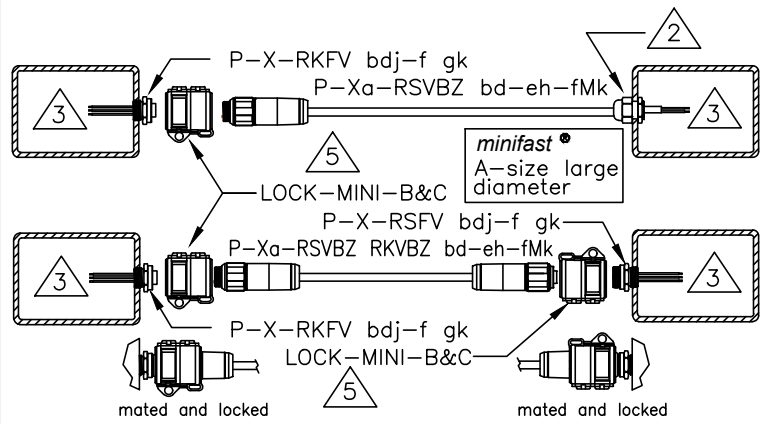 2
P-X-RKFV bdj-f gk
P-Xa-RSVBZ bd-eh-fMk
3
3
5
minifast ®
A-size large
diameter
LOCK-MINI-B&C
P-X-RSFV bdj-f gk
P-Xa-RSVBZ RKVBZ bd-eh-fMk
3
3
P-X-RKFV bdj-f gk
LOCK-MINI-B&C
5
mated and locked
mated and locked